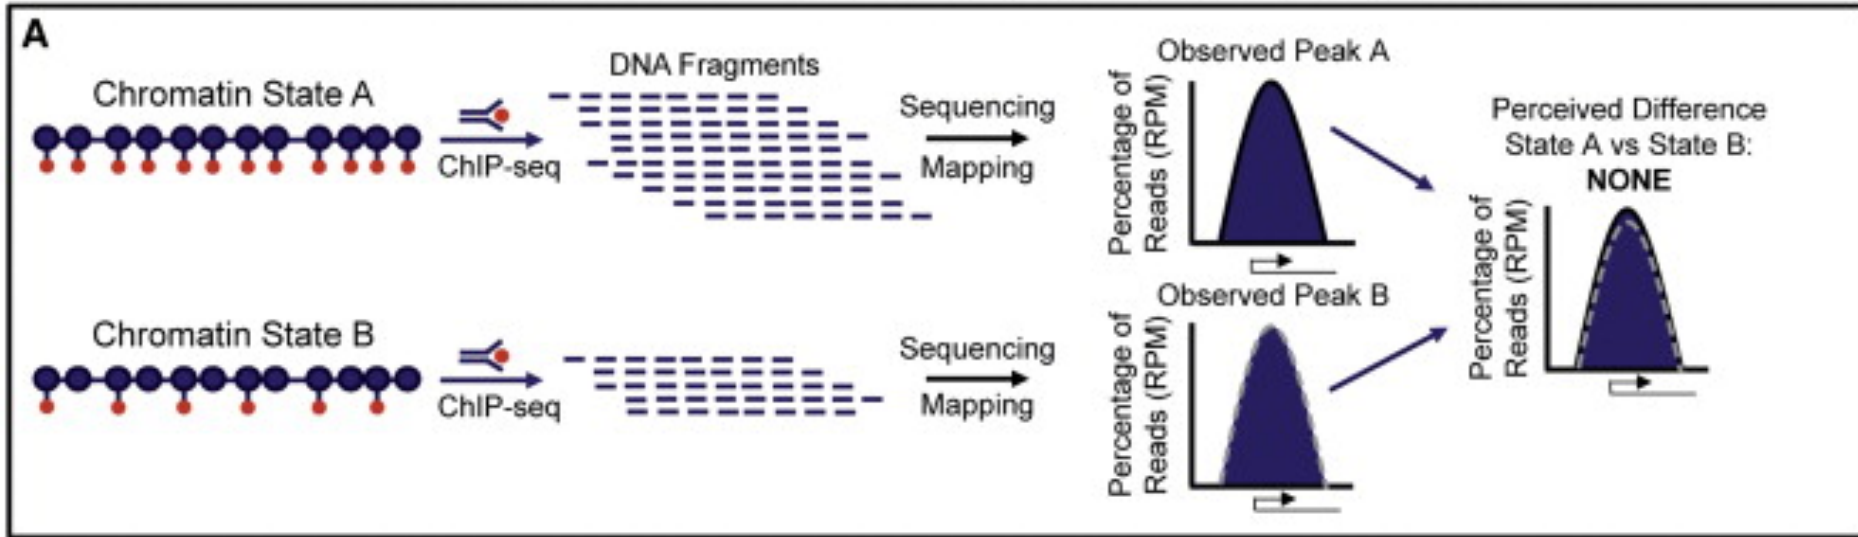 A
Chromatin State A
ChIP-seq
DNA Fragments
Sequencing
Mapping
Observed Peak A
Percentage of
Reads (RPM)
Chromatin State B
ChIP-seq
Sequencing
Mapping
Observed Peak B
Percentage of
Reads (RPM)
Perceived Difference
State A vs State B:
NONE
Percentage of
Reads (RPM)